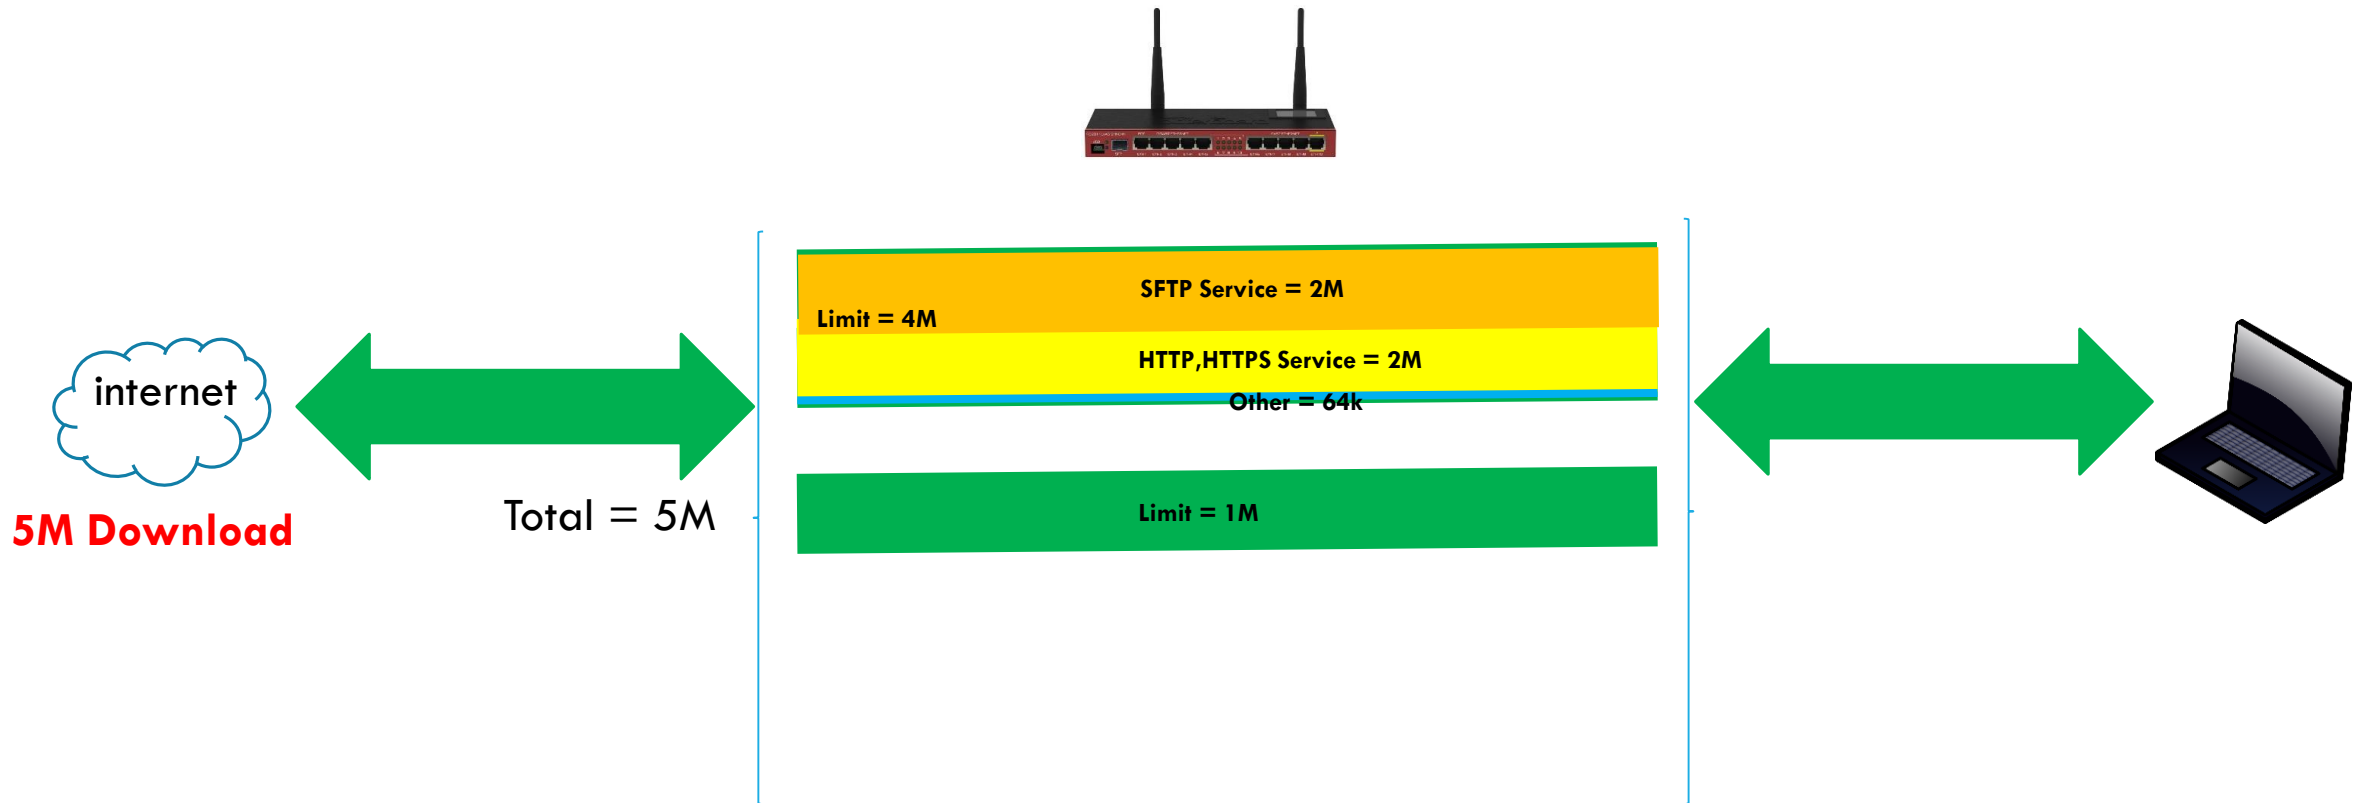 SFTP Service = 2M
Limit = 4M
HTTP,HTTPS Service = 2M
Other = 64k
internet
5M Download
Total = 5M
Limit = 1M